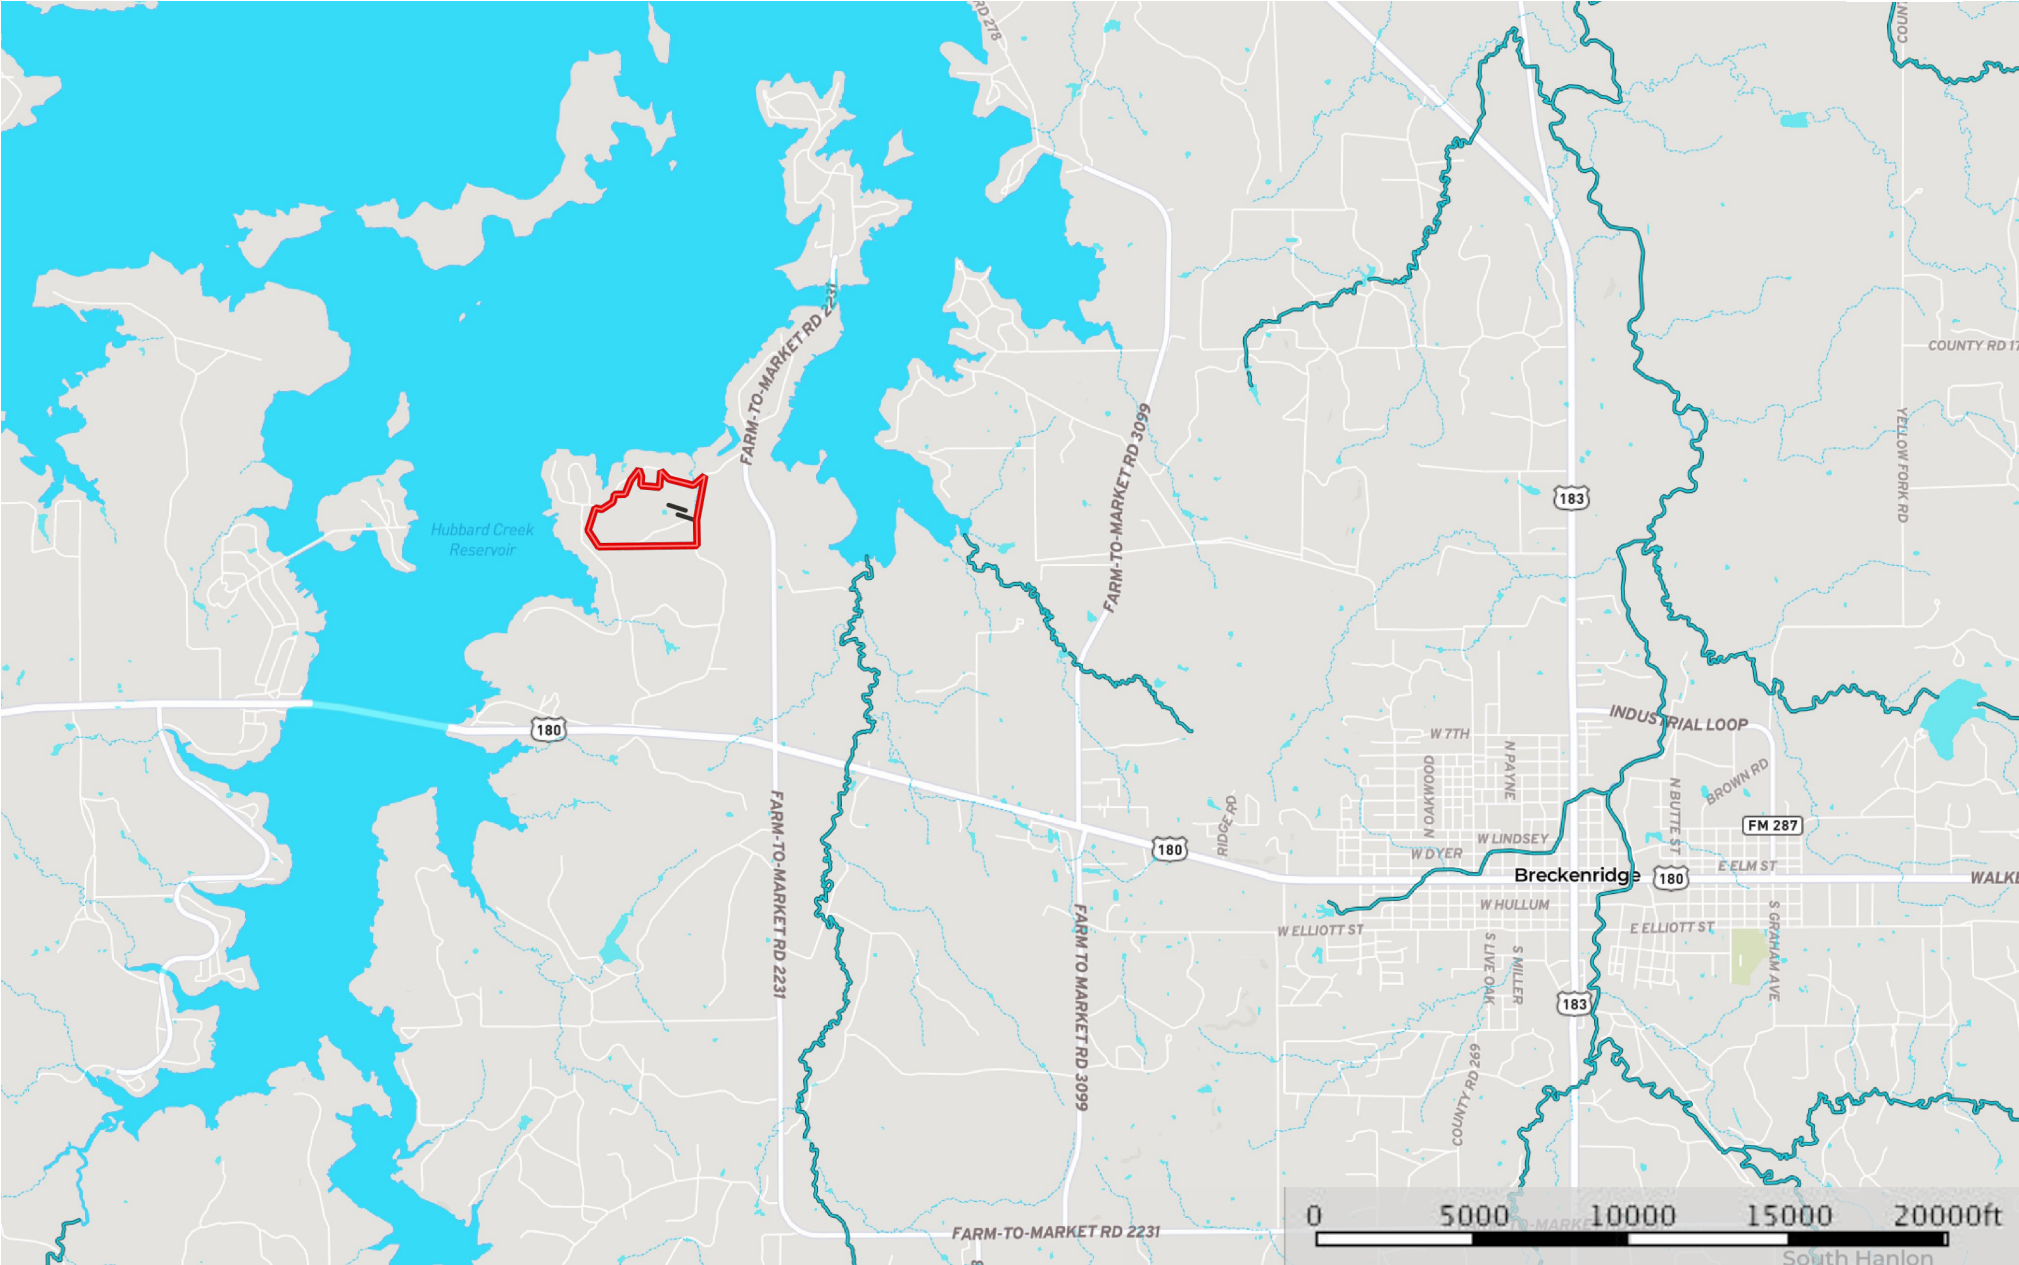 RD 278
COUN
FARM-TO-MARKET RD 2231
COUNTY RD 17
FARM-TO-MARKET RD 3099
YELLOW FORK RD
183
Hubbard Creek
Reservoir
INDUSTRIAL LOOP
180
W 7TH
N PAYNE
N OAKWOOD
BROWN RD
N BUTTE ST
RIDGE RD
FM 287
W LINDSEY
180
W DYER
E ELM ST
Breckenridge
180
WALKE
W HULLUM
FARM-TO-MARKET RD 2231
FARM TO MARKET RD 3099
W ELLIOTT ST
E ELLIOTT ST
S GRAHAM AVE
S LIVE OAK
S MILLER
183
COUNTY RD 269
FARM-TO-MARKET RD 2231
0 5000 10000 15000 20000ft
South Hanlon